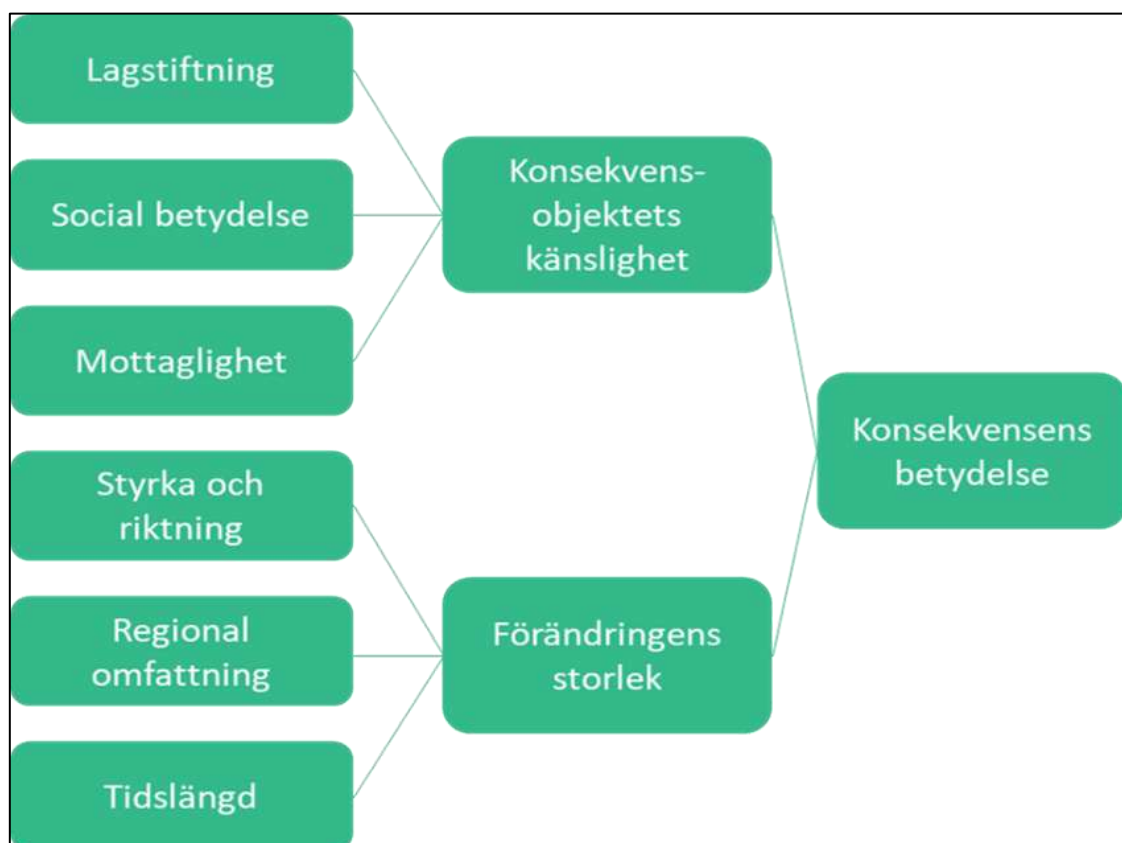 Lagstiftning
Social betydelse
Mottaglighet
Styrka och
riktning
Regional
omfattning
Tidslängd
Konsekvens-
objektets
känslighet
Förändringens
storlek
Konsekvensens
betydelse